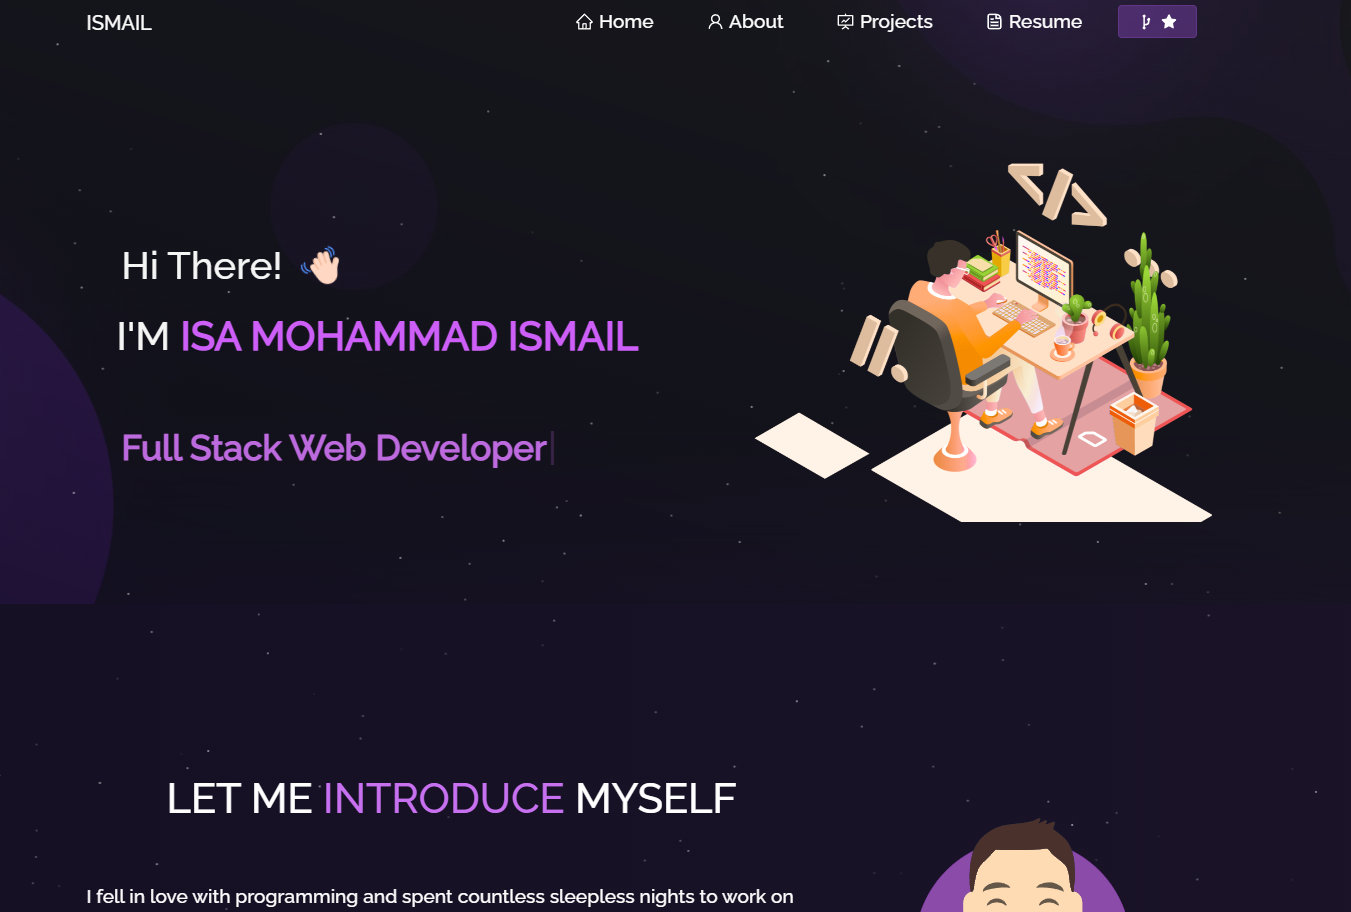 ISMAIL
Home
About
Projects
Resume
Hi There!
I'M ISA MOHAMMAD ISMAIL
Full Stack Web Developer
</>
//
LET ME INTRODUCE MYSELF
I fell in love with programming and spent countless sleepless nights to work on